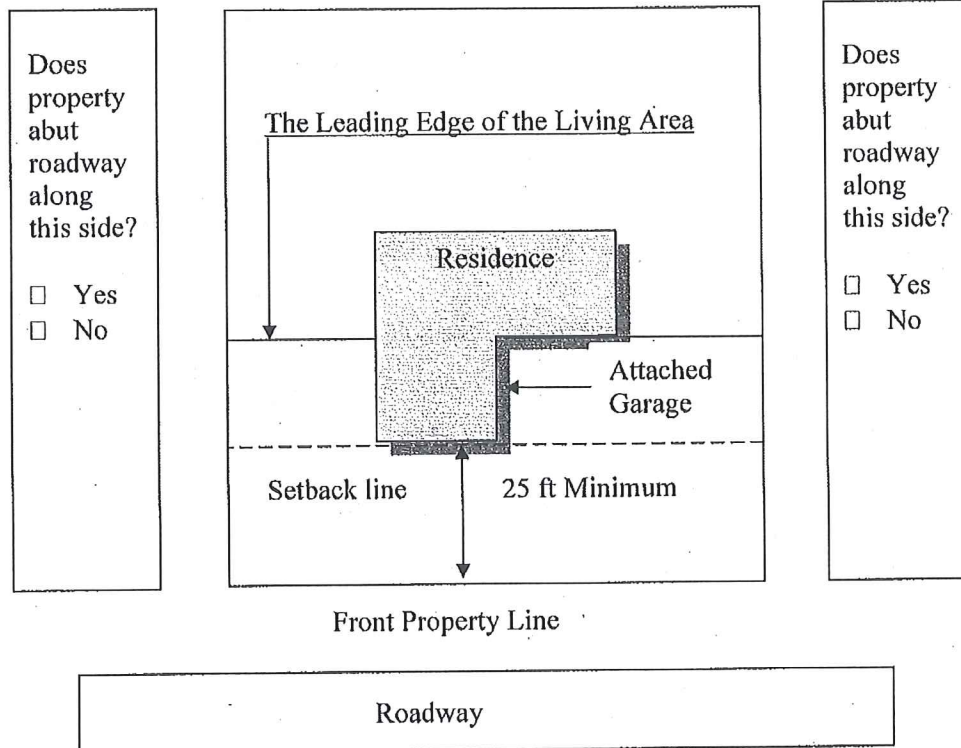 Does
property
abut
roadway
along
this side?
☐ Yes
☐ No
The Leading Edge of the Living Area
Residence
Attached
Garage
Setback line
25 ft Minimum
Front Property Line
Roadway
Does
property
abut
roadway
along
this side?
☐ Yes
☐ No